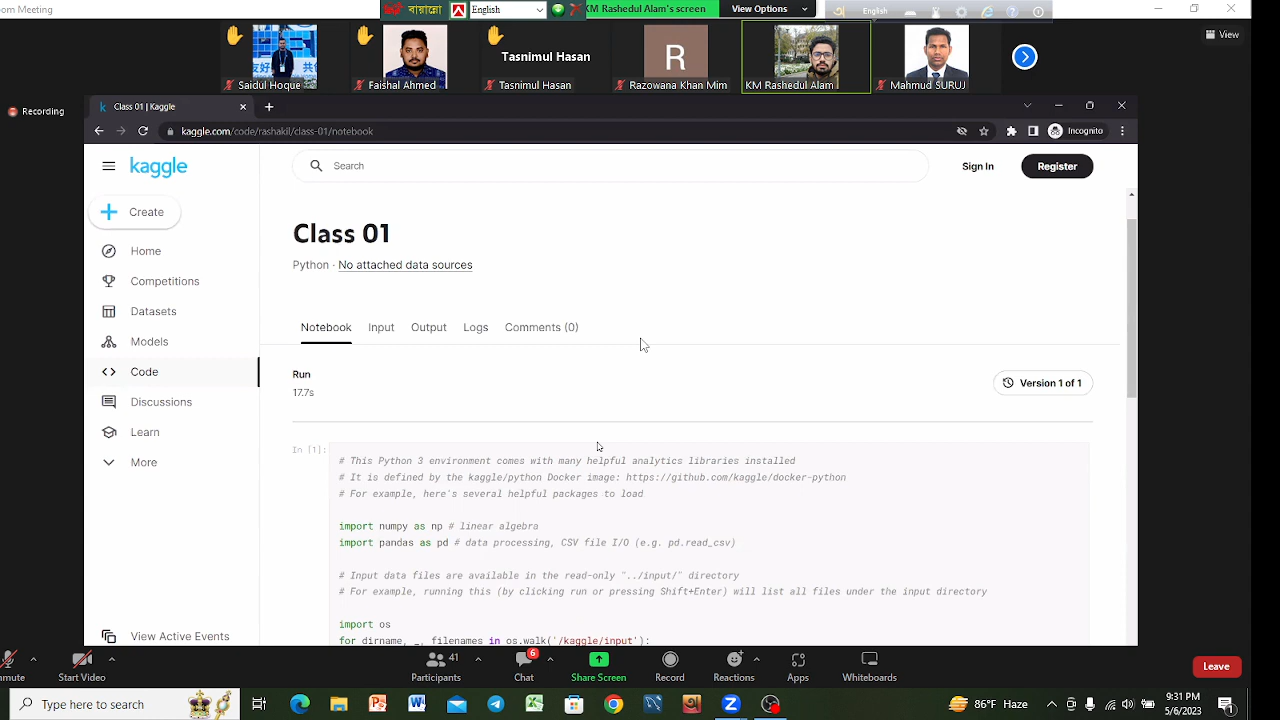 oom Meeting
বায়ান্নো
English
KM Rashedul Alam's screen
View Options
English
View
Saidul Hoque
Faishal Ahmed
Tasnimul Hasan
Tasnimul Hasan
R
Razowana Khan Mim
KM Rashedul Alam
Mahmud SURUJ
Recording
Class 01 | Kaggle
kaggle.com/code/rashakil/class-01/notebook
Incognito
kaggle
Search
Sign In
Register
Create
Home
Competitions
Datasets
Models
Code
Discussions
Learn
More
View Active Events
Class 01
Python · No attached data sources
Notebook
Input
Output
Logs
Comments (0)
Run
17.7s
Version 1 of 1
In [1]:
# This Python 3 environment comes with many helpful analytics libraries installed
# It is defined by the kaggle/python Docker image: https://github.com/kaggle/docker-python
# For example, here's several helpful packages to load
import numpy as np # linear algebra
import pandas as pd # data processing, CSV file I/O (e.g. pd.read_csv)
# Input data files are available in the read-only "../input/" directory
# For example, running this (by clicking run or pressing Shift+Enter) will list all files under the input directory
import os
for dirname, _, filenames in os.walk('/kaggle/input'):
nmute
Start Video
41
Participants
6
Chat
Share Screen
Record
Reactions
Apps
Whiteboards
Leave
Type here to search
86°F Haze
9:31 PM
5/6/2023
1